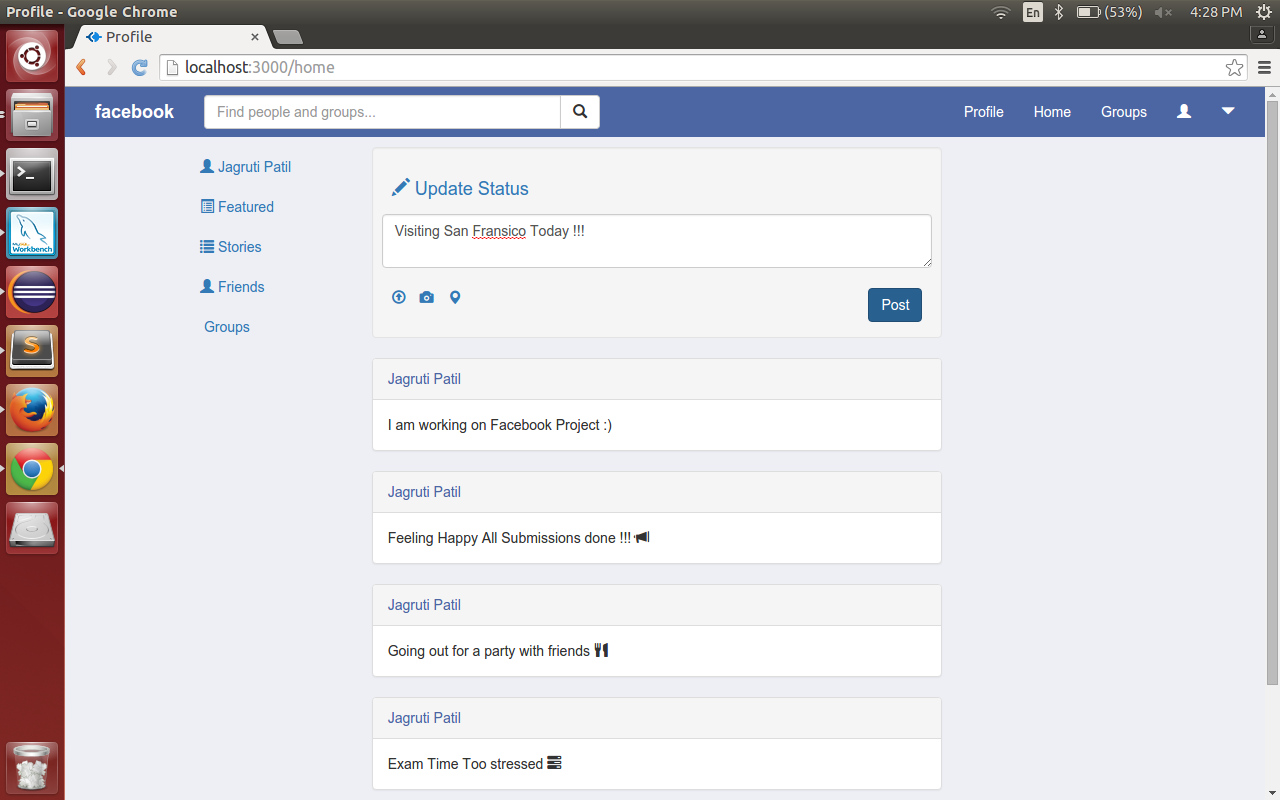 Profile - Google Chrome
En
(53%)
4:28 PM
Profile
localhost:3000/home
facebook
Find people and groups...
Profile
Home
Groups
Jagruti Patil
Featured
Stories
Friends
Groups
Update Status
Visiting San Fransico Today !!!
Post
Jagruti Patil
I am working on Facebook Project :)
Jagruti Patil
Feeling Happy All Submissions done !!!
Jagruti Patil
Going out for a party with friends
Jagruti Patil
Exam Time Too stressed
MySQL
Workbench
S